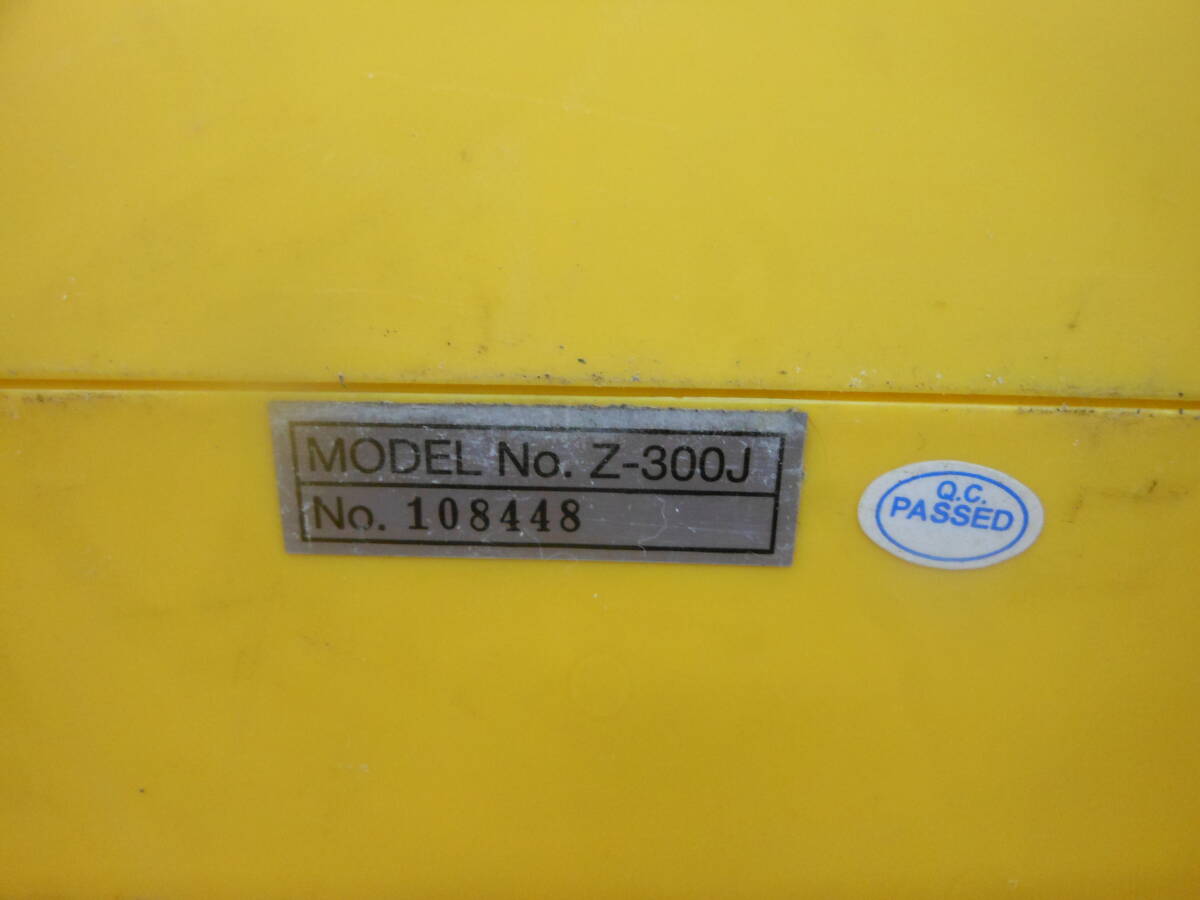 MODEL No. Z-300J
No. 108448
Q.C.
PASSED